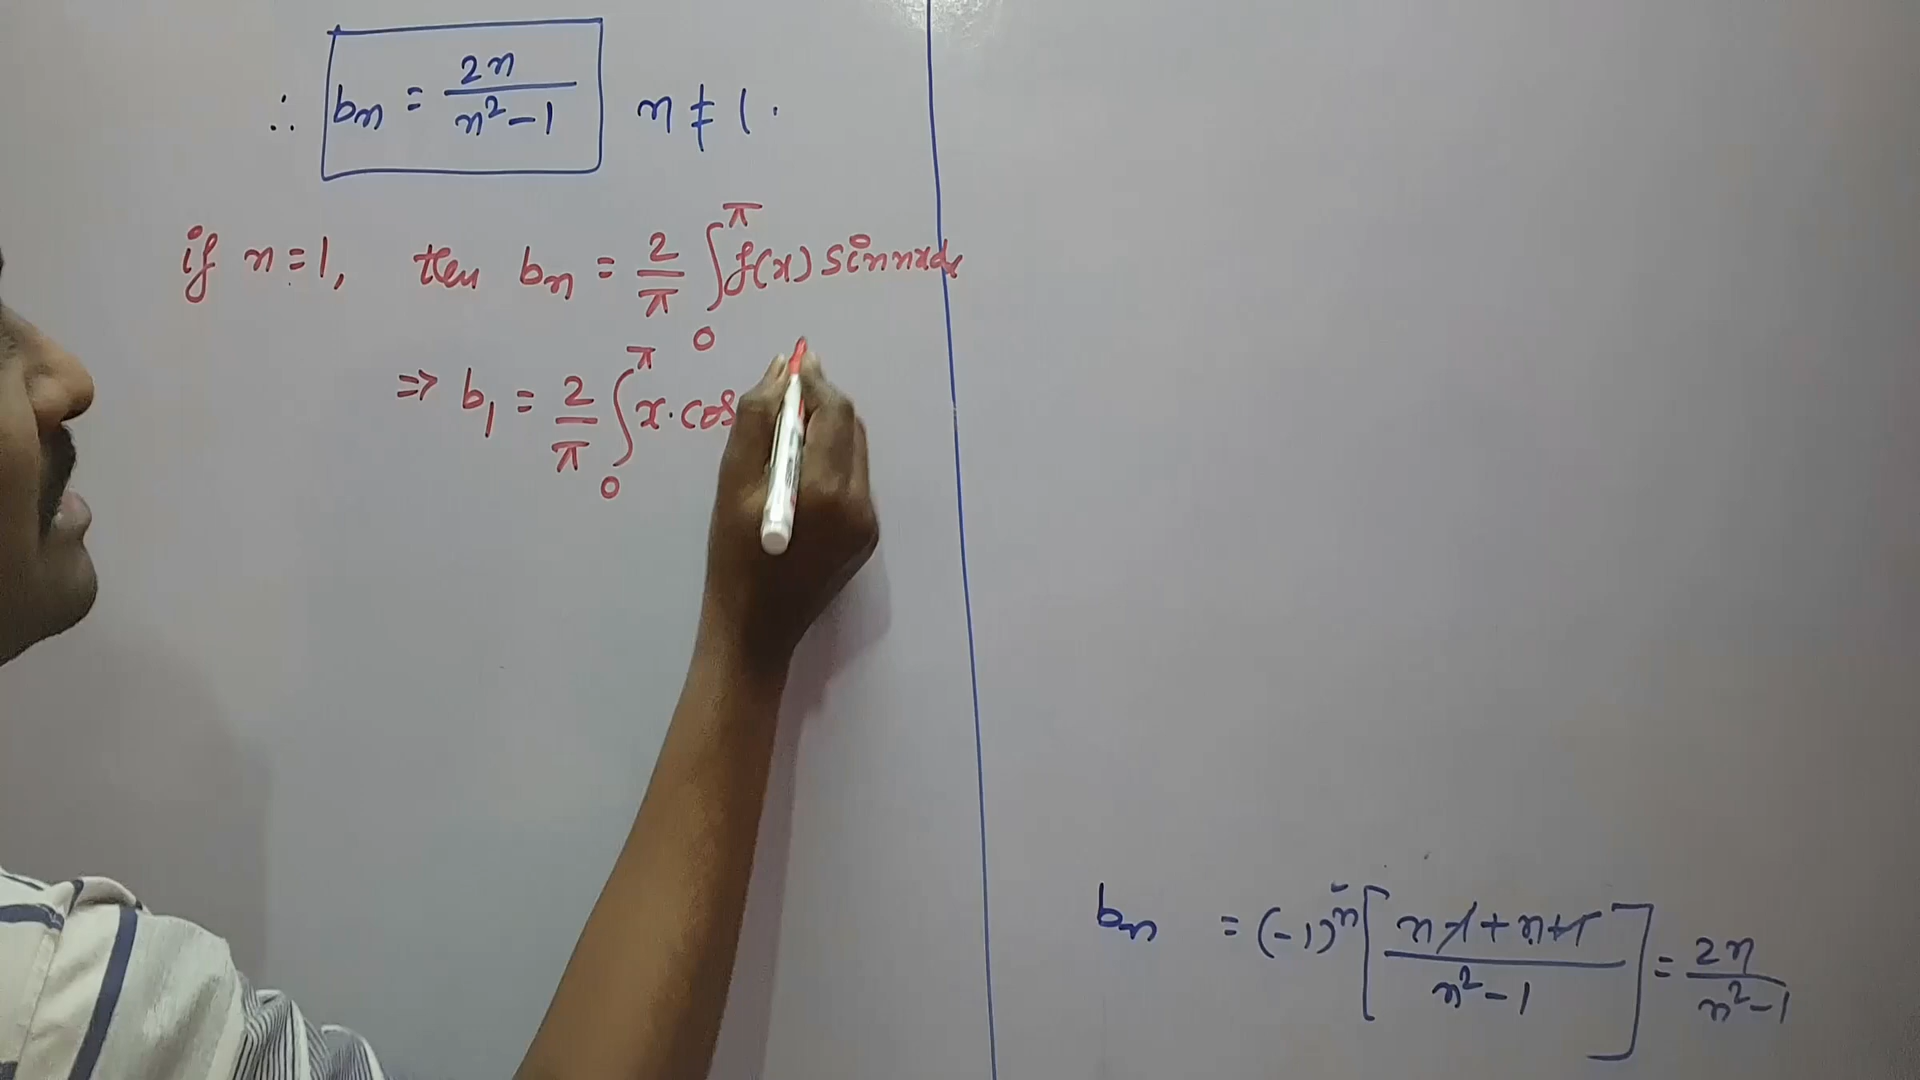 ∴ bn = 2n / n² - 1 n ≠ 1.
if n = 1, ten bn = 2/π ∫₀^π f(x) sin nx dx
⇒ b₁ = 2/π ∫₀^π x. cos
bn = (-1)ⁿ [ n - 1 + n + 1 / n² - 1 ] = 2n / n² - 1